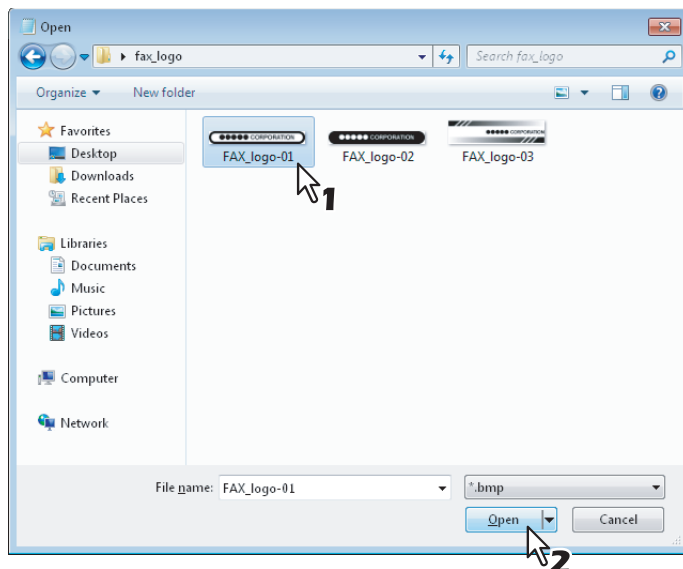 Open
fax_logo
Search fax_logo
Organize
New folder
Favorites
Desktop
Downloads
Recent Places
Libraries
Documents
Music
Pictures
Videos
Computer
Network
CORPORATION
CORPORATION
CORPORATION
FAX_logo-01
FAX_logo-02
FAX_logo-03
1
File name: FAX_logo-01
*.bmp
Open
Cancel
2